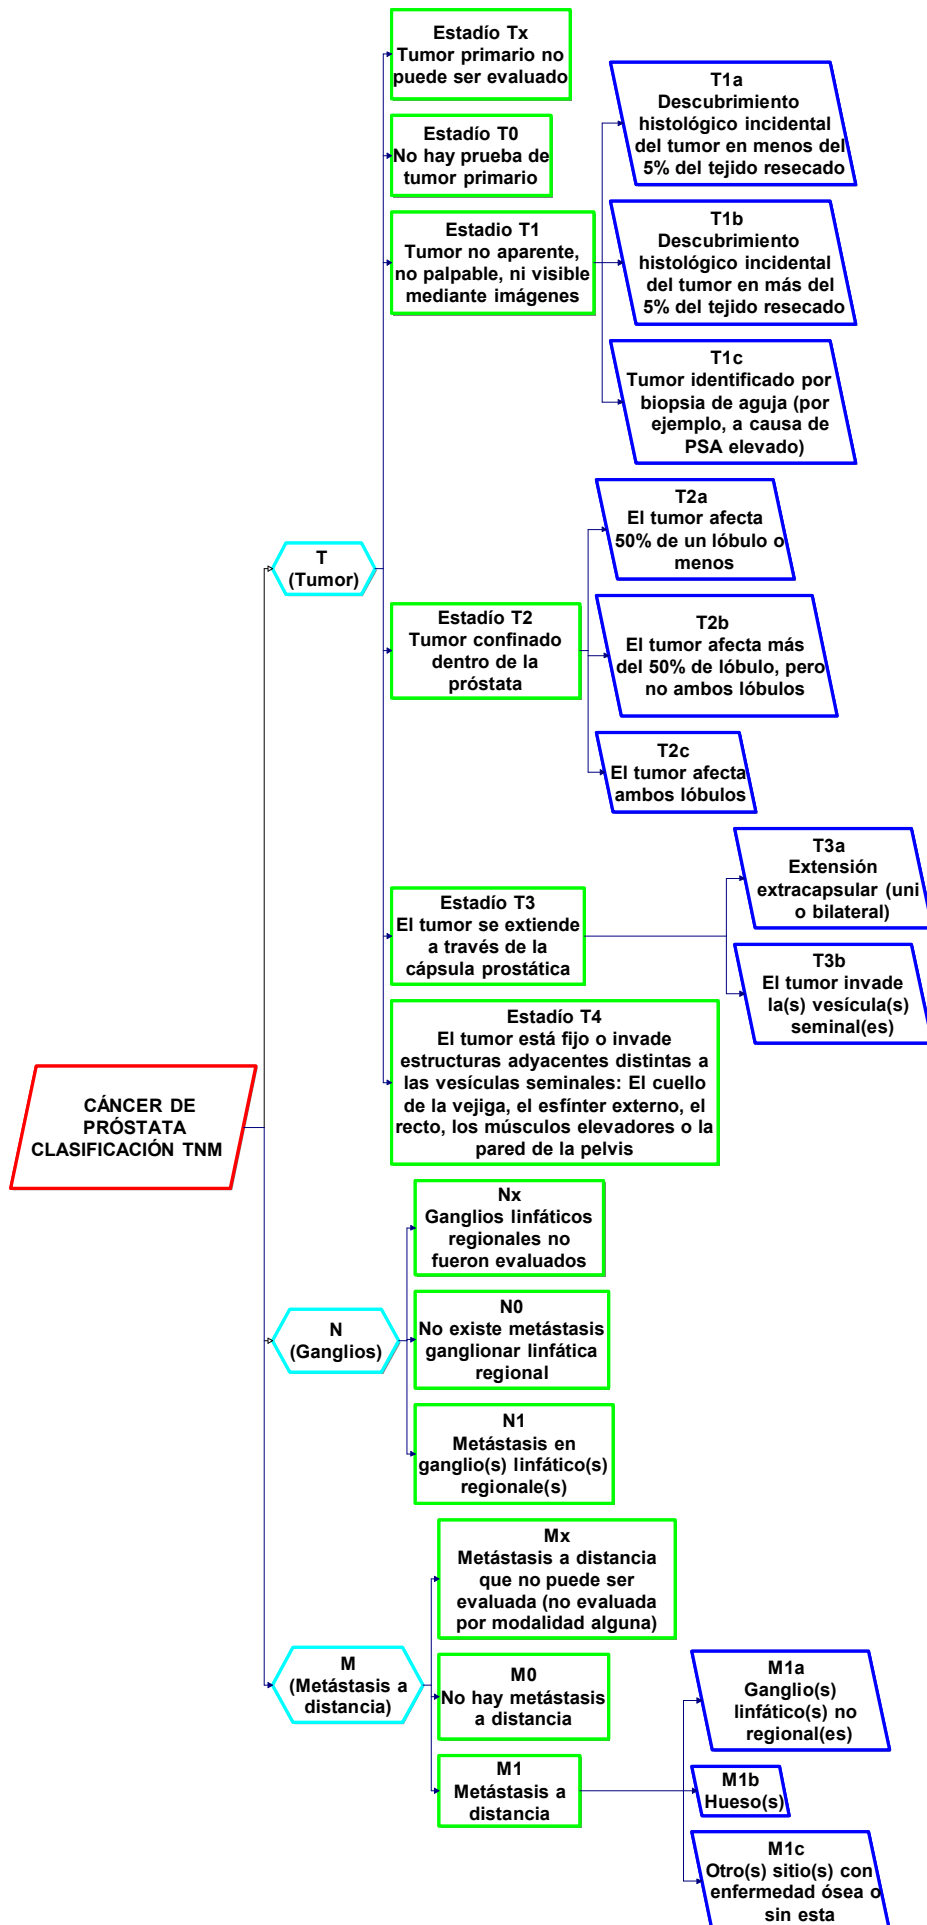 CÁNCER DE
PRÓSTATA
CLASIFICACIÓN TNM
T
(Tumor)
Estadío Tx
Tumor primario no
puede ser evaluado
Estadío T0
No hay prueba de
tumor primario
Estadio T1
Tumor no aparente,
no palpable, ni visible
mediante imágenes
T1a
Descubrimiento
histológico incidental
del tumor en menos del
5% del tejido resecado
T1b
Descubrimiento
histológico incidental
del tumor en más del
5% del tejido resecado
T1c
Tumor identificado por
biopsia de aguja (por
ejemplo, a causa de
PSA elevado)
Estadío T2
Tumor confinado
dentro de la
próstata
T2a
El tumor afecta
50% de un lóbulo o
menos
T2b
El tumor afecta más
del 50% de lóbulo, pero
no ambos lóbulos
T2c
El tumor afecta
ambos lóbulos
Estadío T3
El tumor se extiende
a través de la
cápsula prostática
T3a
Extensión
extracapsular (uni
o bilateral)
T3b
El tumor invade
la(s) vesícula(s)
seminal(es)
Estadío T4
El tumor está fijo o invade
estructuras adyacentes distintas a
las vesículas seminales: El cuello
de la vejiga, el esfínter externo, el
recto, los músculos elevadores o la
pared de la pelvis
N
(Ganglios)
Nx
Ganglios linfáticos
regionales no
fueron evaluados
N0
No existe metástasis
ganglionar linfática
regional
N1
Metástasis en
ganglio(s) linfático(s)
regionale(s)
M
(Metástasis a
distancia)
Mx
Metástasis a distancia
que no puede ser
evaluada (no evaluada
por modalidad alguna)
M0
No hay metástasis
a distancia
M1
Metástasis a
distancia
M1a
Ganglio(s)
linfático(s) no
regional(es)
M1b
Hueso(s)
M1c
Otro(s) sitio(s) con
enfermedad ósea o
sin esta